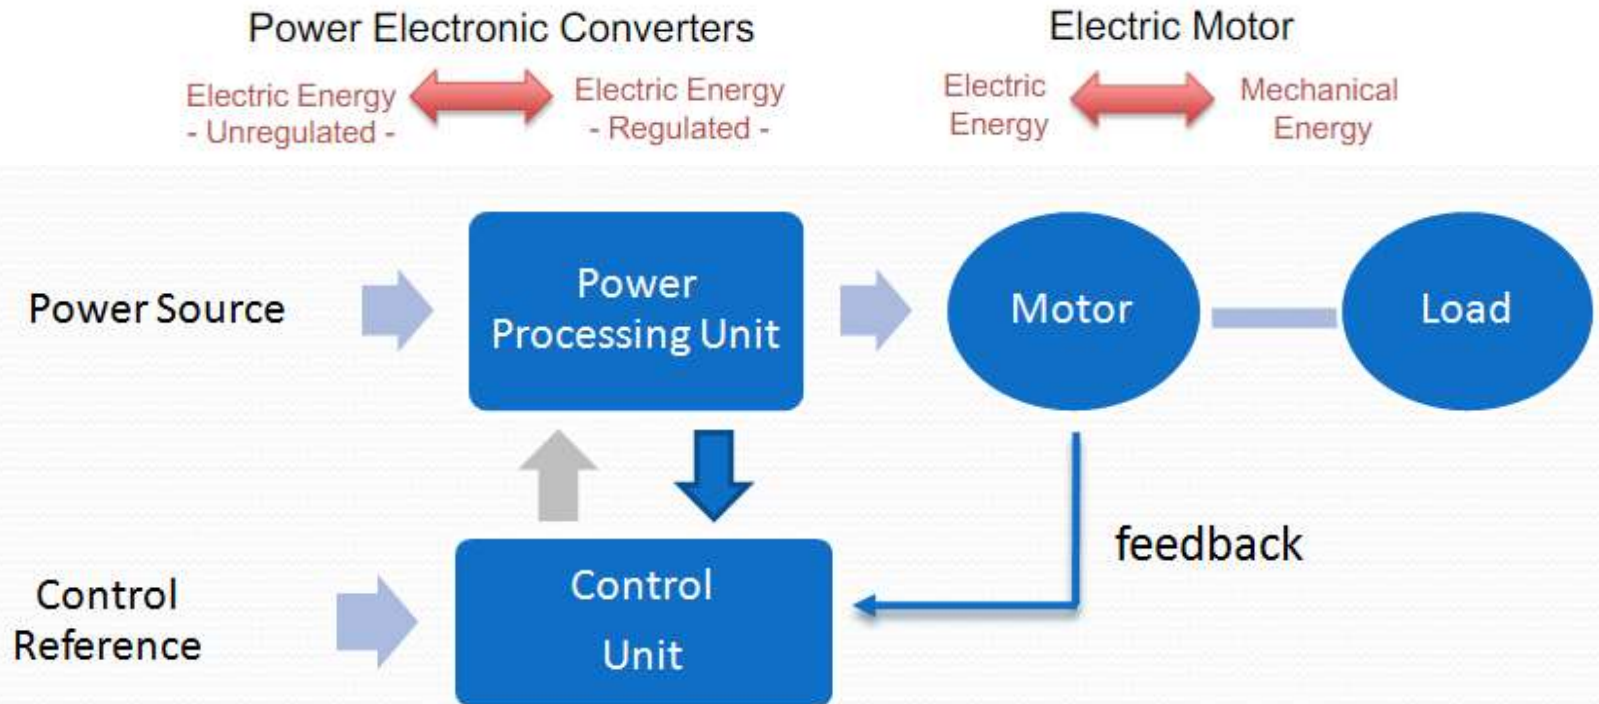 Power Electronic Converters
Electric Energy
- Unregulated -
Electric Energy
- Regulated -
Electric Motor
Electric
Energy
Mechanical
Energy
Power Source
Power
Processing Unit
Motor
Load
feedback
Control
Reference
Control
Unit